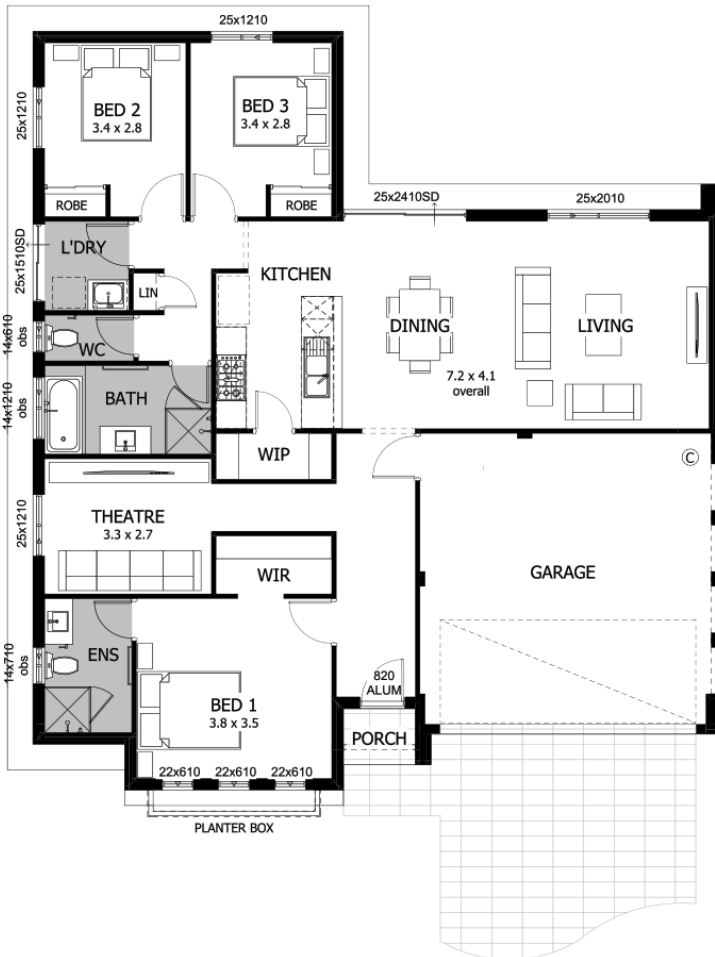 25x1210
BED 2
3.4 x 2.8
BED 3
3.4 x 2.8
25x1210
ROBE
ROBE
25x2410SD
25x2010
L'DRY
25x1510SD
LIN
KITCHEN
DINING
LIVING
7.2 x 4.1
overall
14x610
obs
WC
BATH
14x1210
obs
WIP
C
THEATRE
3.3 x 2.7
25x1210
WIR
GARAGE
ENS
14x710
obs
BED 1
3.8 x 3.5
820
ALUM
PORCH
22x610
22x610
22x610
PLANTER BOX